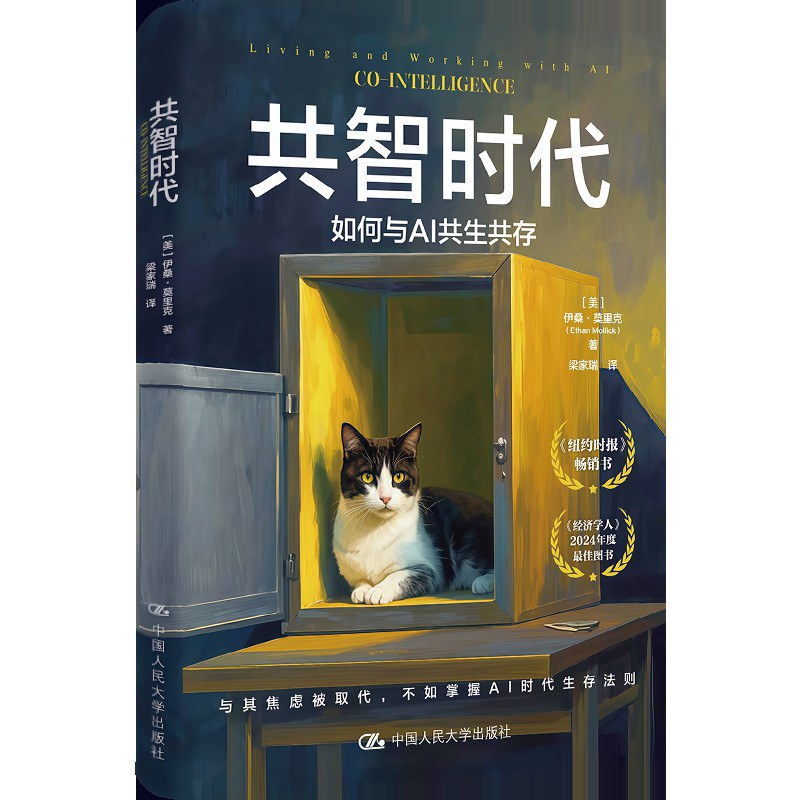 Living and Working with AI
CO-INTELLIGENCE
共智时代
如何与AI共生共存
[美]
伊桑·莫里克
(Ethan Mollick)
著
梁家瑞 译
《纽约时报》
畅销书
《经济学人》
2024年度
最佳图书
与其焦虑被取代，不如掌握AI时代生存法则
中国人民大学出版社
共智时代
CO-INTELLIGENCE
[美]伊桑·莫里克 著
梁家瑞 译
中国人民大学出版社